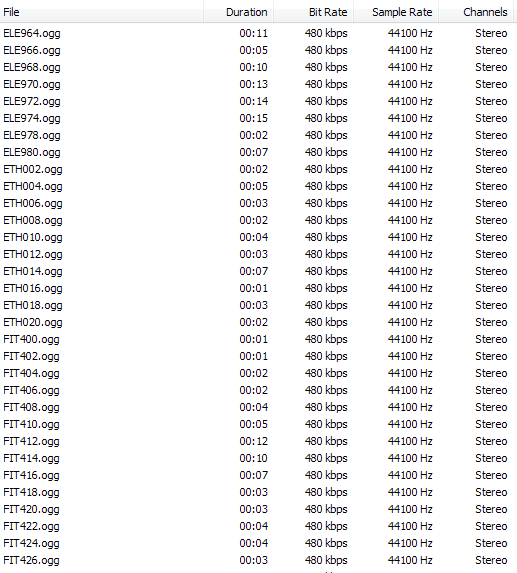 File Duration Bit Rate Sample Rate Channels
ELE964.ogg 00:11 480 kbps 44100 Hz Stereo
ELE966.ogg 00:05 480 kbps 44100 Hz Stereo
ELE968.ogg 00:10 480 kbps 44100 Hz Stereo
ELE970.ogg 00:13 480 kbps 44100 Hz Stereo
ELE972.ogg 00:14 480 kbps 44100 Hz Stereo
ELE974.ogg 00:15 480 kbps 44100 Hz Stereo
ELE978.ogg 00:02 480 kbps 44100 Hz Stereo
ELE980.ogg 00:07 480 kbps 44100 Hz Stereo
ETH002.ogg 00:02 480 kbps 44100 Hz Stereo
ETH004.ogg 00:05 480 kbps 44100 Hz Stereo
ETH006.ogg 00:03 480 kbps 44100 Hz Stereo
ETH008.ogg 00:02 480 kbps 44100 Hz Stereo
ETH010.ogg 00:04 480 kbps 44100 Hz Stereo
ETH012.ogg 00:03 480 kbps 44100 Hz Stereo
ETH014.ogg 00:07 480 kbps 44100 Hz Stereo
ETH016.ogg 00:01 480 kbps 44100 Hz Stereo
ETH018.ogg 00:03 480 kbps 44100 Hz Stereo
ETH020.ogg 00:02 480 kbps 44100 Hz Stereo
FIT400.ogg 00:01 480 kbps 44100 Hz Stereo
FIT402.ogg 00:01 480 kbps 44100 Hz Stereo
FIT404.ogg 00:02 480 kbps 44100 Hz Stereo
FIT406.ogg 00:02 480 kbps 44100 Hz Stereo
FIT408.ogg 00:04 480 kbps 44100 Hz Stereo
FIT410.ogg 00:05 480 kbps 44100 Hz Stereo
FIT412.ogg 00:12 480 kbps 44100 Hz Stereo
FIT414.ogg 00:10 480 kbps 44100 Hz Stereo
FIT416.ogg 00:07 480 kbps 44100 Hz Stereo
FIT418.ogg 00:03 480 kbps 44100 Hz Stereo
FIT420.ogg 00:03 480 kbps 44100 Hz Stereo
FIT422.ogg 00:04 480 kbps 44100 Hz Stereo
FIT424.ogg 00:04 480 kbps 44100 Hz Stereo
FIT426.ogg 00:03 480 kbps 44100 Hz Stereo